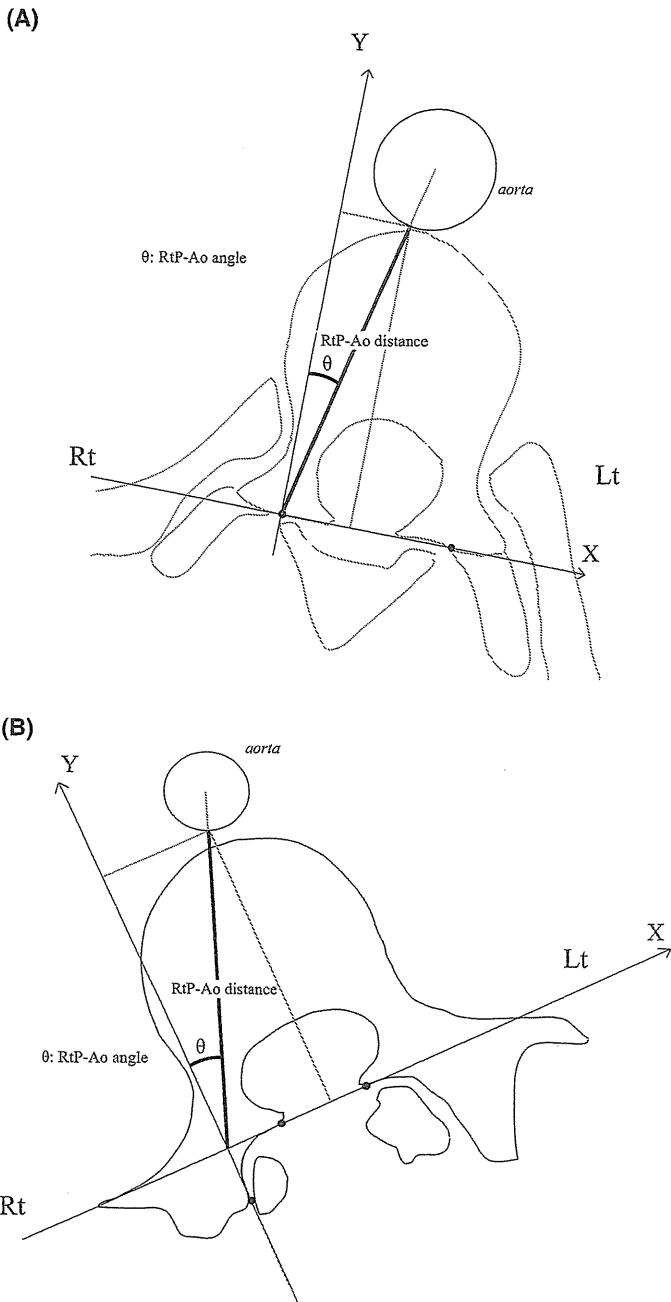 (A)
Y
aorta
θ: RtP-Ao angle
RtP-Ao distance
θ
Rt
Lt
X
(B)
aorta
Y
X
Lt
RtP-Ao distance
θ
θ: RtP-Ao angle
Rt